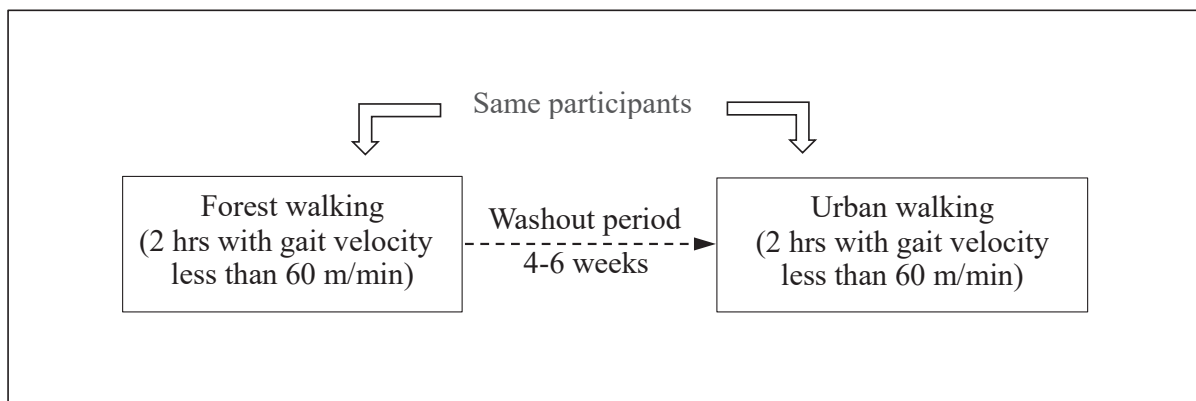 Same participants
Forest walking
(2 hrs with gait velocity
less than 60 m/min)
Washout period
4-6 weeks
Urban walking
(2 hrs with gait velocity
less than 60 m/min)